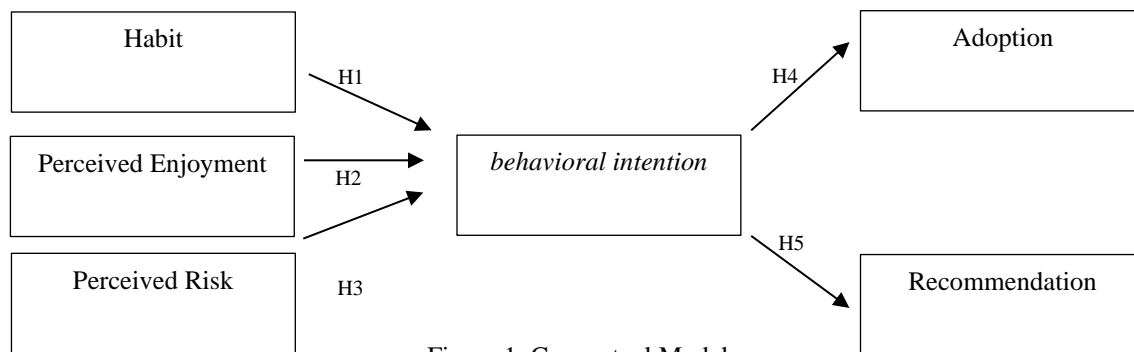 Habit
Adoption
H1
H4
Perceived Enjoyment
behavioral intention
H2
H5
Perceived Risk
H3
Recommendation
Figure 1. Conceptual Model